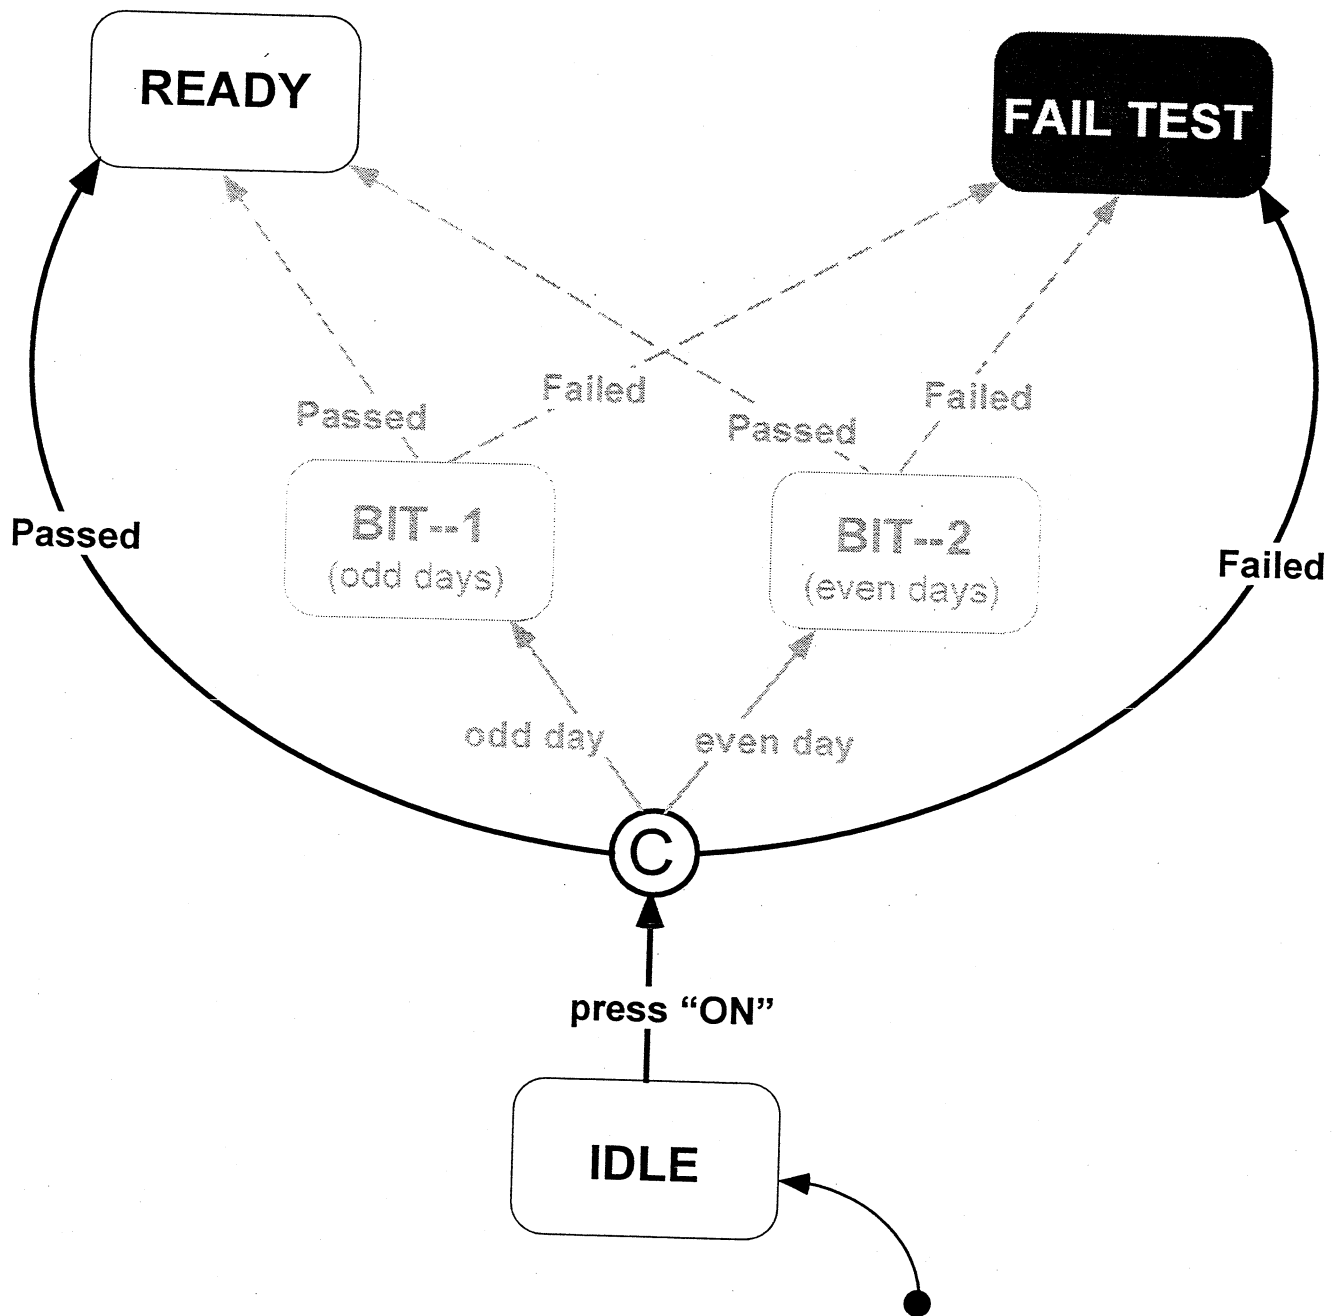 READY
FAIL TEST
Failed
Failed
Passed
Passed
BIT--1
(odd days)
BIT--2
(even days)
Passed
Failed
odd day
even day
C
press “ON”
IDLE